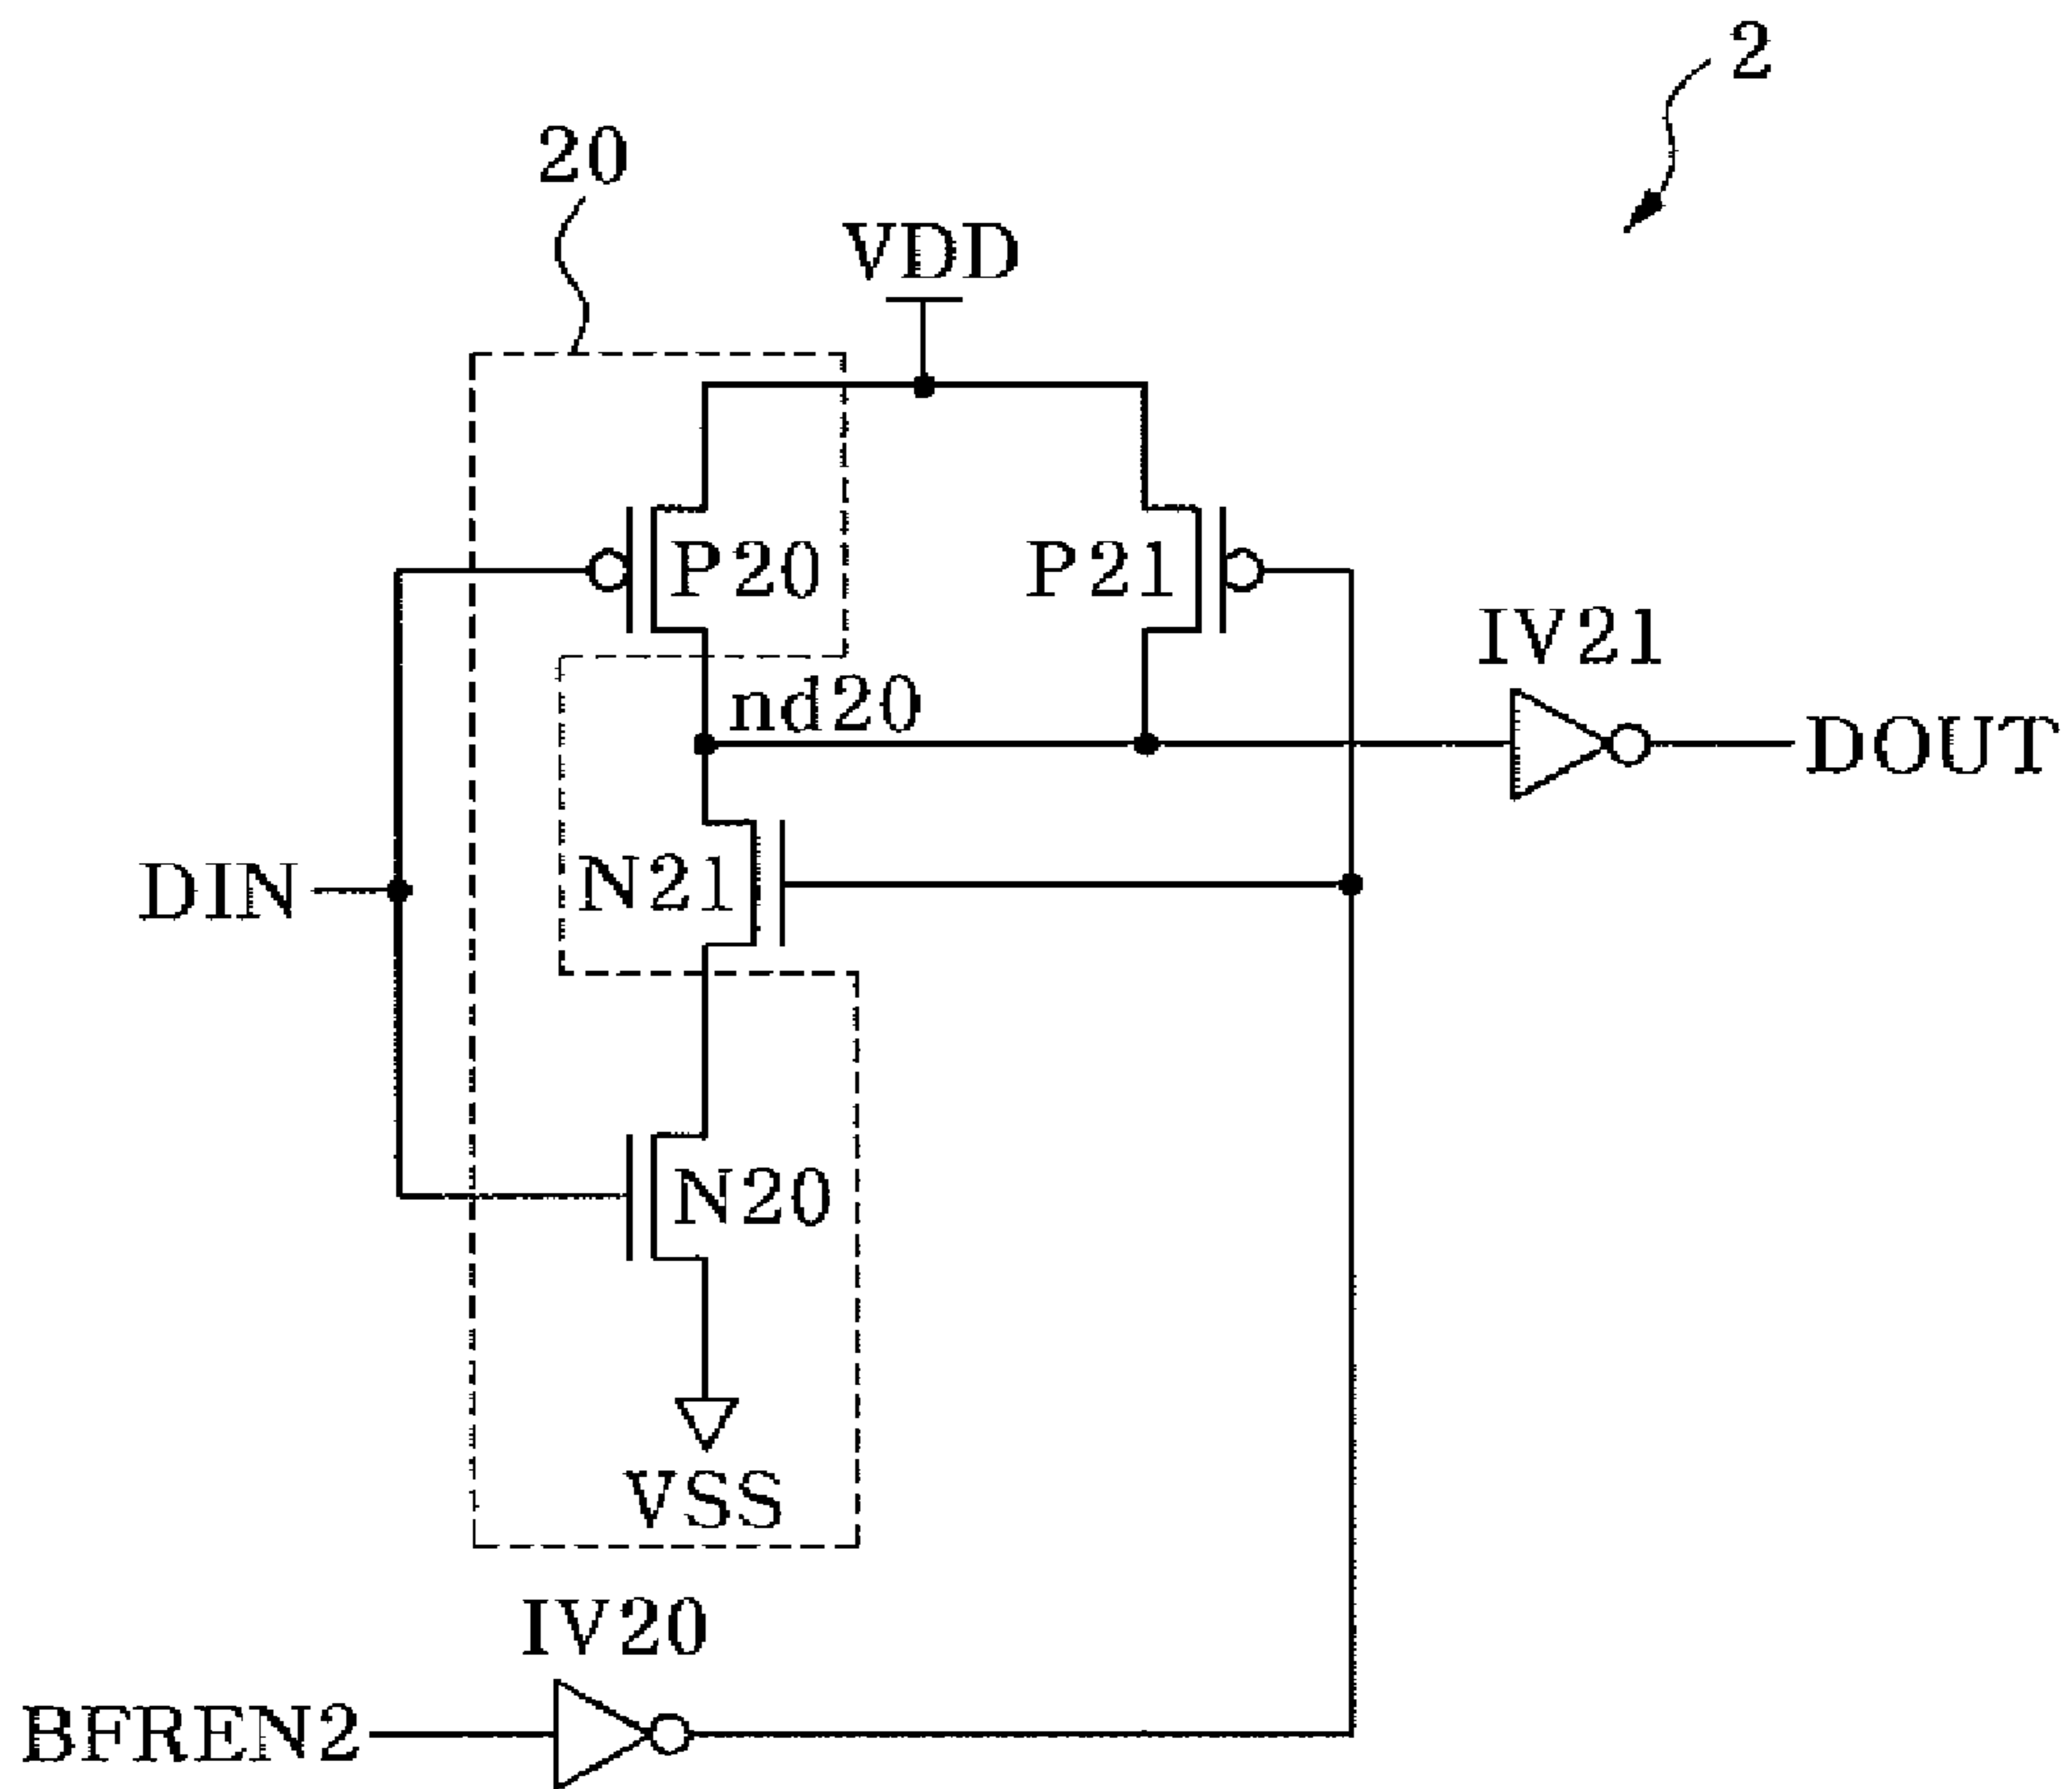 2
20
VDD
P20
P21
IV21
nd20
DOUT
N21
DIN
N20
VSS
IV20
BFREN2